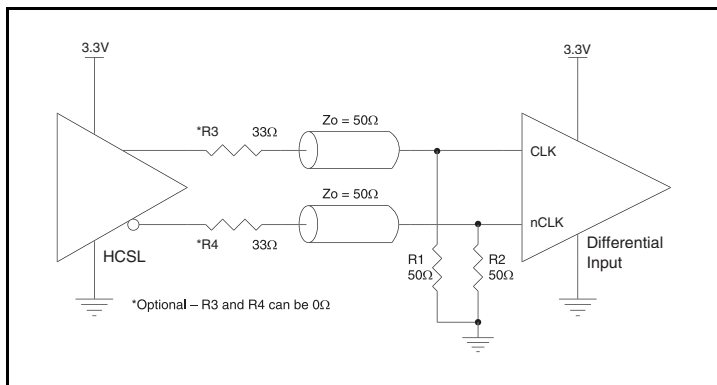 3.3V
3.3V
*R3 33Ω
Zo = 50Ω
CLK
Zo = 50Ω
nCLK
*R4 33Ω
HCSL
R1
50Ω
R2
50Ω
Differential
Input
*Optional – R3 and R4 can be 0Ω